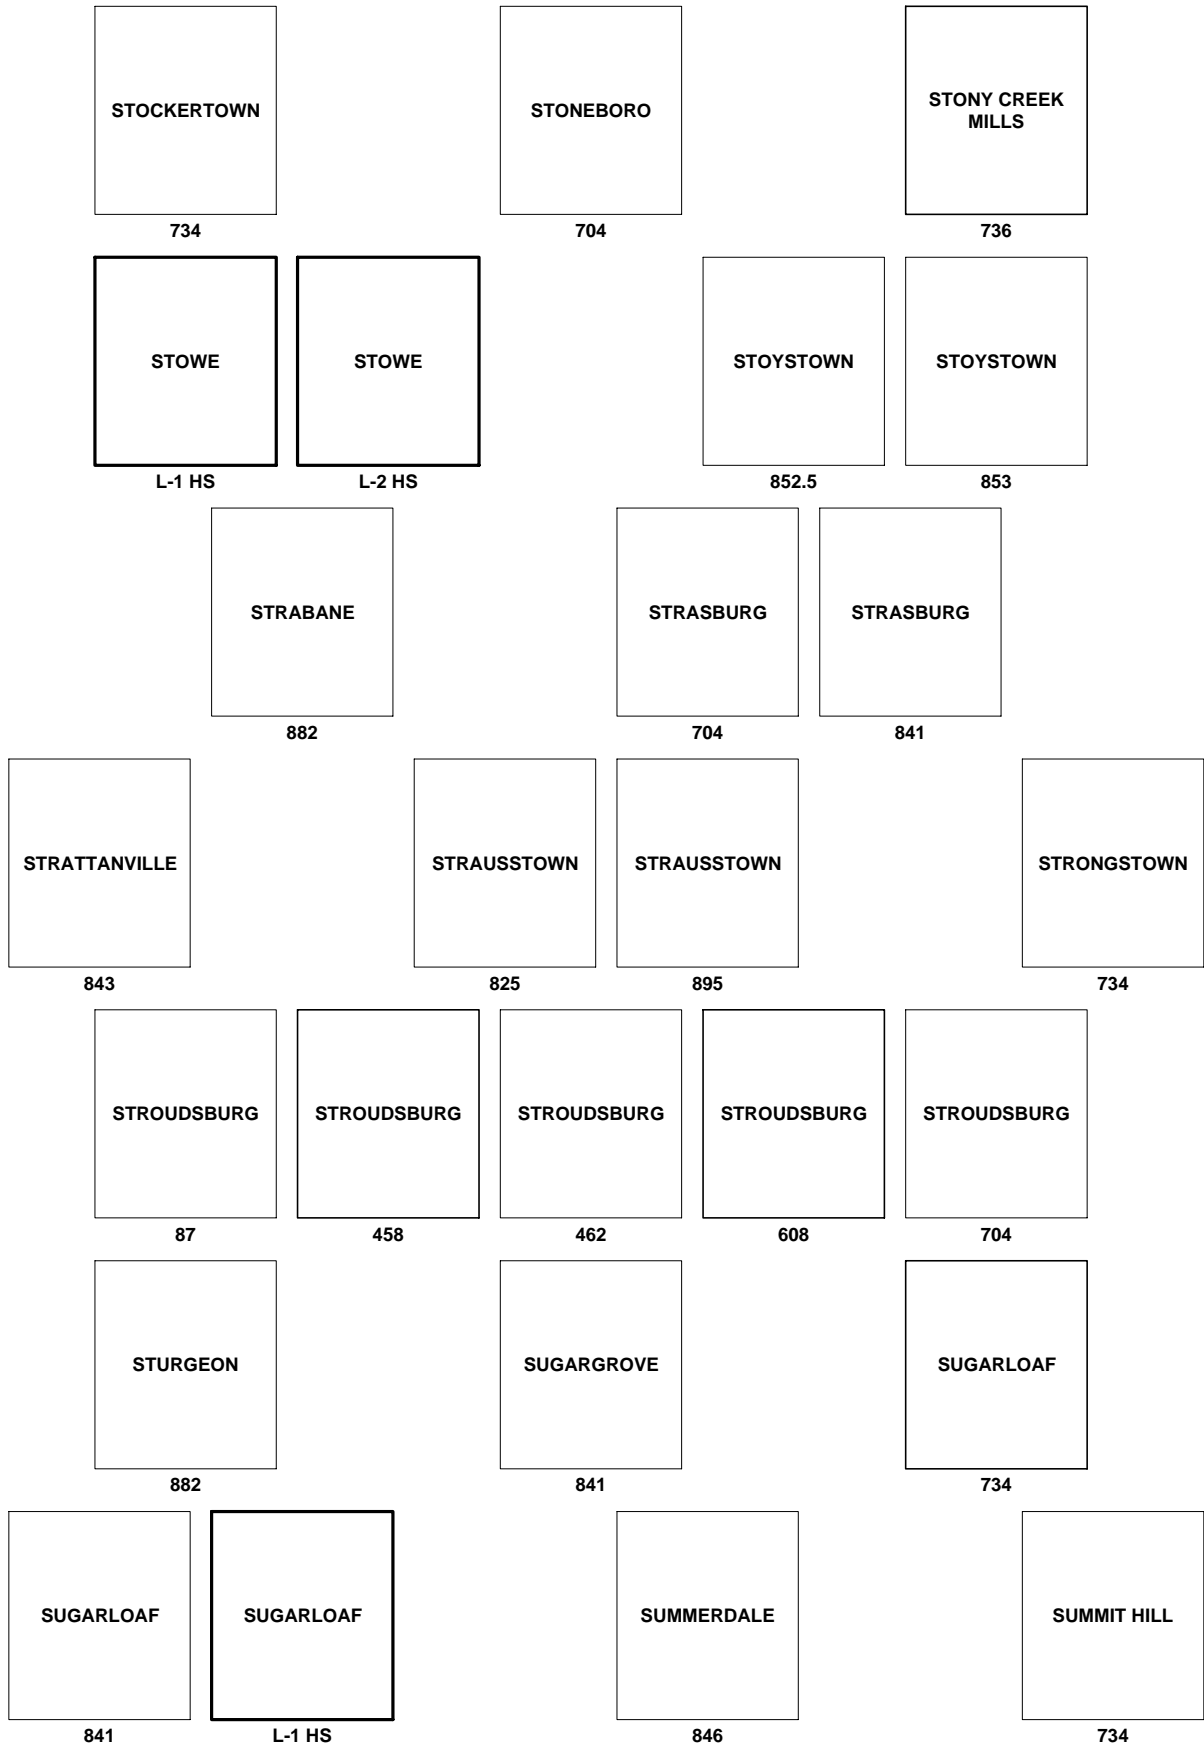 STOCKERTOWN
734
STONEBORO
704
STONY CREEK
MILLS
736
STOWE
L-1 HS
STOWE
L-2 HS
STOYSTOWN
852.5
STOYSTOWN
853
STRABANE
882
STRASBURG
704
STRASBURG
841
STRATTANVILLE
843
STRAUSSTOWN
825
STRAUSSTOWN
895
STRONGSTOWN
734
STROUDSBURG
87
STROUDSBURG
458
STROUDSBURG
462
STROUDSBURG
608
STROUDSBURG
704
STURGEON
882
SUGARGROVE
841
SUGARLOAF
734
SUGARLOAF
841
SUGARLOAF
L-1 HS
SUMMERDALE
846
SUMMIT HILL
734